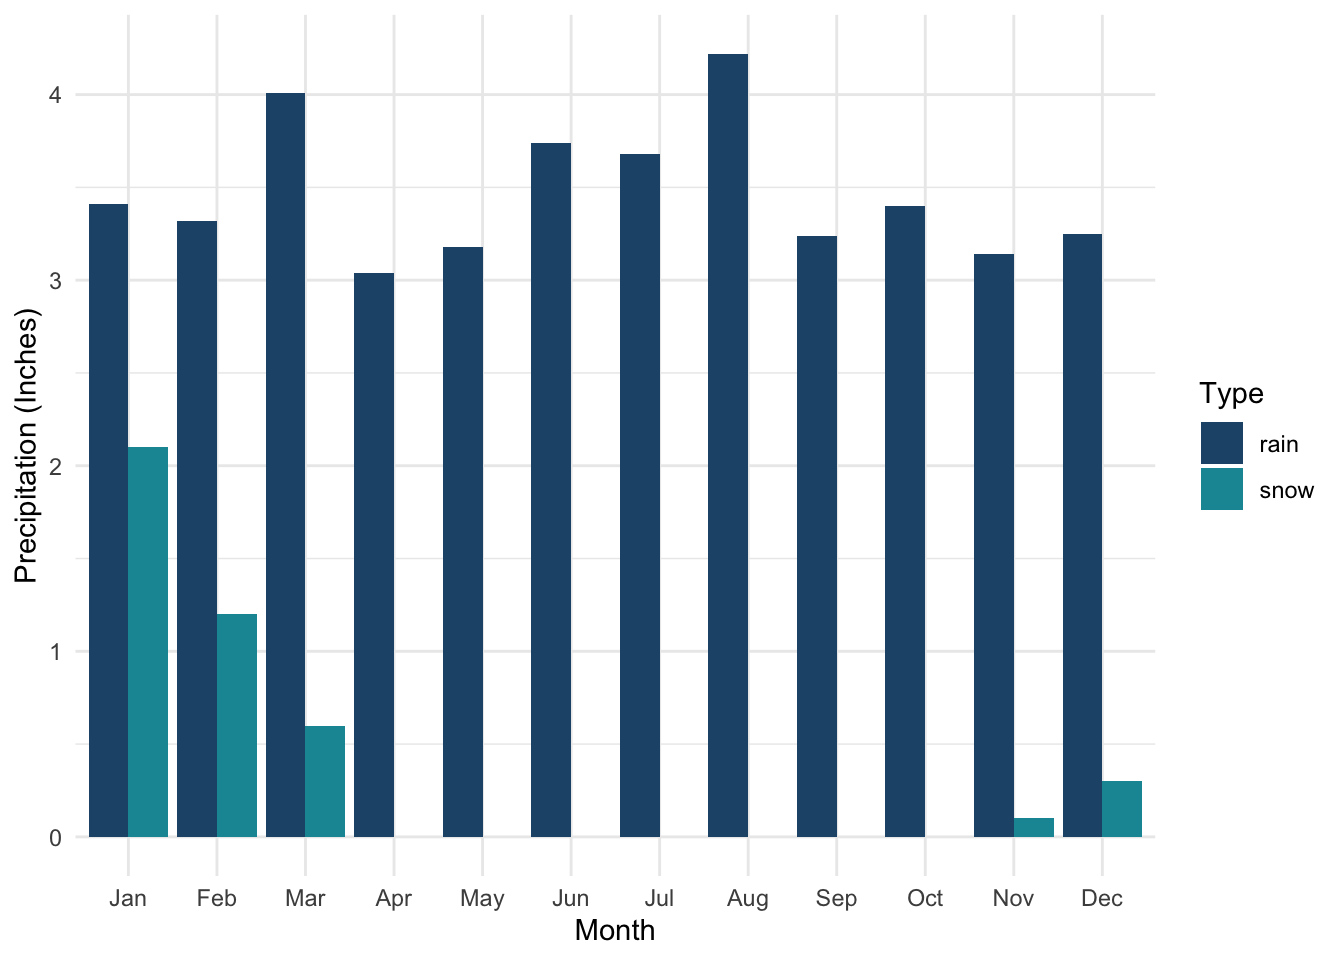 Precipitation (Inches)
4
3
2
1
0
Jan Feb Mar Apr May Jun Jul Aug Sep Oct Nov Dec
Month
Type
rain
snow